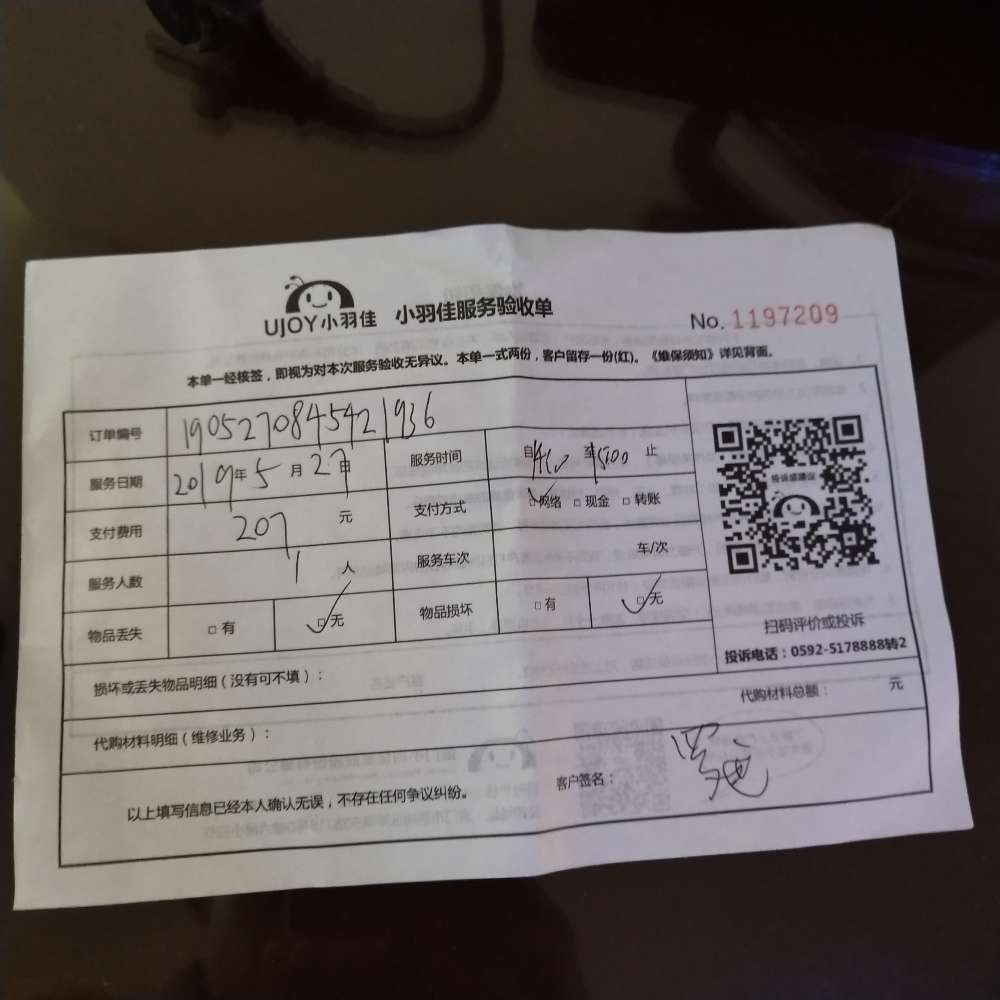 UJOY小羽佳 小羽佳服务验收单
No. 1197209
本单一经核签，即视为对本次服务验收无异议。本单一式两份，客户留存一份(红)。《维保须知》详见背面。
订单编号 1905270845421936
服务日期 2019年5月27日 服务时间 自 至 止
支付费用 207 元 支付方式 □网络 □现金 □转账
服务人数 1 人 服务车次 车/次
物品丢失 □有 □无 物品损坏 □有 □无
投诉或建议
扫码评价或投诉
投诉电话：0592-5178888转2
损坏或丢失物品明细（没有可不填）：
代购材料明细（维修业务）： 代购材料总额： 元
以上填写信息已经本人确认无误，不存在任何争议纠纷。 客户签名：